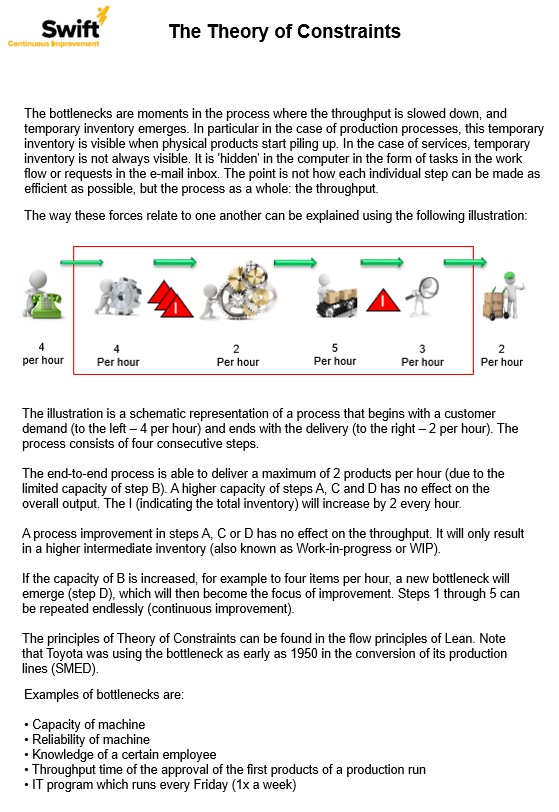 Swift
Continuous Improvement
The Theory of Constraints
The bottlenecks are moments in the process where the throughput is slowed down, and
temporary inventory emerges. In particular in the case of production processes, this temporary
inventory is visible when physical products start piling up. In the case of services, temporary
inventory is not always visible. It is 'hidden' in the computer in the form of tasks in the work
flow or requests in the e-mail inbox. The point is not how each individual step can be made as
efficient as possible, but the process as a whole: the throughput.
The way these forces relate to one another can be explained using the following illustration:
I
I
4
per hour
4
Per hour
2
Per hour
5
Per hour
3
Per hour
2
Per hour
The illustration is a schematic representation of a process that begins with a customer
demand (to the left – 4 per hour) and ends with the delivery (to the right – 2 per hour). The
process consists of four consecutive steps.
The end-to-end process is able to deliver a maximum of 2 products per hour (due to the
limited capacity of step B). A higher capacity of steps A, C and D has no effect on the
overall output. The I (indicating the total inventory) will increase by 2 every hour.
A process improvement in steps A, C or D has no effect on the throughput. It will only result
in a higher intermediate inventory (also known as Work-in-progress or WIP).
If the capacity of B is increased, for example to four items per hour, a new bottleneck will
emerge (step D), which will then become the focus of improvement. Steps 1 through 5 can
be repeated endlessly (continuous improvement).
The principles of Theory of Constraints can be found in the flow principles of Lean. Note
that Toyota was using the bottleneck as early as 1950 in the conversion of its production
lines (SMED).
Examples of bottlenecks are:
• Capacity of machine
• Reliability of machine
• Knowledge of a certain employee
• Throughput time of the approval of the first products of a production run
• IT program which runs every Friday (1x a week)